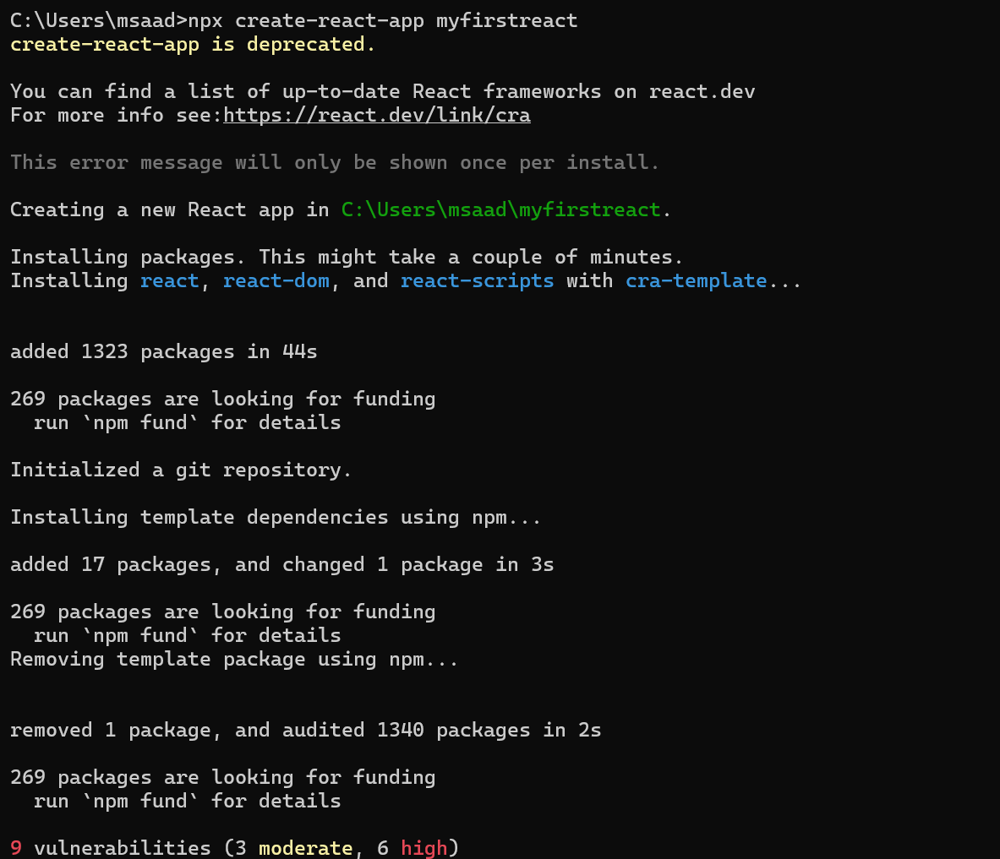 C:\Users\msaad>npx create-react-app myfirstreact
create-react-app is deprecated.
You can find a list of up-to-date React frameworks on react.dev
For more info see:https://react.dev/link/cra
This error message will only be shown once per install.
Creating a new React app in C:\Users\msaad\myfirstreact.
Installing packages. This might take a couple of minutes.
Installing react, react-dom, and react-scripts with cra-template...
added 1323 packages in 44s
269 packages are looking for funding
  run `npm fund` for details
Initialized a git repository.
Installing template dependencies using npm...
added 17 packages, and changed 1 package in 3s
269 packages are looking for funding
  run `npm fund` for details
Removing template package using npm...
removed 1 package, and audited 1340 packages in 2s
269 packages are looking for funding
  run `npm fund` for details
9 vulnerabilities (3 moderate, 6 high)